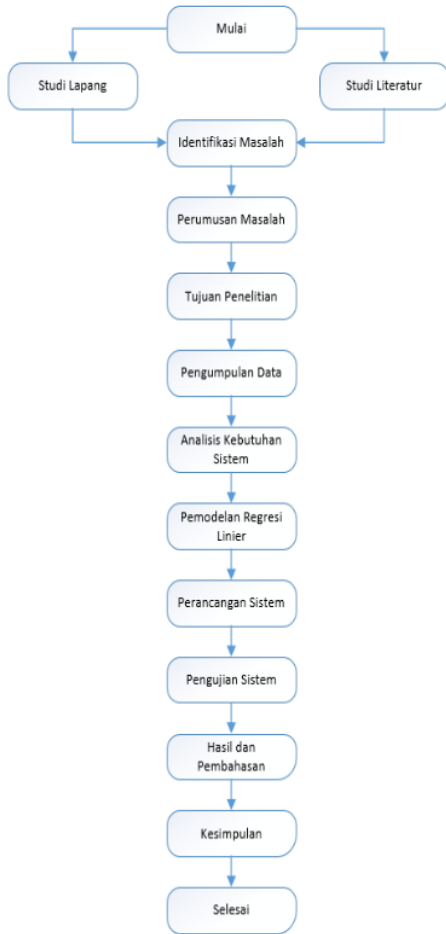 Mulai
Studi Lapang
Studi Literatur
Identifikasi Masalah
Perumusan Masalah
Tujuan Penelitian
Pengumpulan Data
Analisis Kebutuhan
Sistem
Pemodelan Regresi
Linier
Perancangan Sistem
Pengujian Sistem
Hasil dan
Pembahasan
Kesimpulan
Selesai